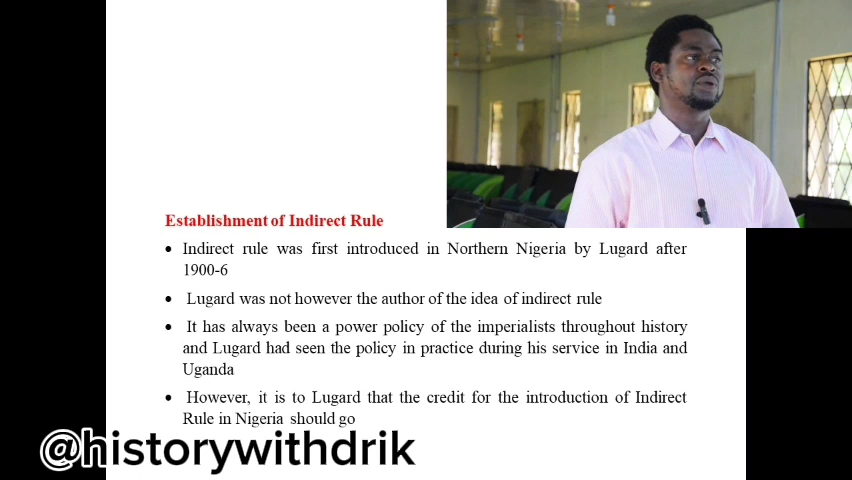 Establishment of Indirect Rule
• Indirect rule was first introduced in Northern Nigeria by Lugard after
1900-6
• Lugard was not however the author of the idea of indirect rule
• It has always been a power policy of the imperialists throughout history
and Lugard had seen the policy in practice during his service in India and
Uganda
• However, it is to Lugard that the credit for the introduction of Indirect
Rule in Nigeria should go
@historywithdrik